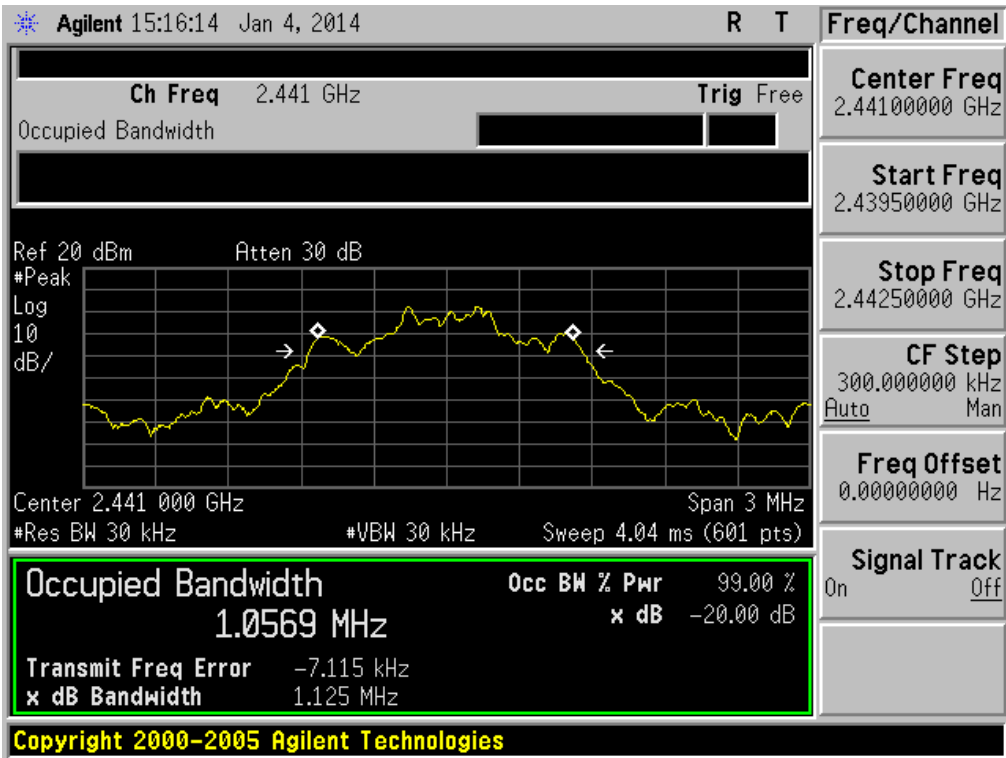 Agilent 15:16:14 Jan 4, 2014 R T
Freq/Channel
Ch Freq 2.441 GHz Trig Free
Occupied Bandwidth
Center Freq
2.44100000 GHz
Start Freq
2.43950000 GHz
Stop Freq
2.44250000 GHz
CF Step
300.000000 kHz
Auto Man
Freq Offset
0.00000000 Hz
Signal Track
On Off
Ref 20 dBm Atten 30 dB
#Peak
Log
10
dB/
Center 2.441 000 GHz Span 3 MHz
#Res BW 30 kHz #VBW 30 kHz Sweep 4.04 ms (601 pts)
Occupied Bandwidth Occ BW % Pwr 99.00 %
1.0569 MHz x dB -20.00 dB
Transmit Freq Error -7.115 kHz
x dB Bandwidth 1.125 MHz
Copyright 2000-2005 Agilent Technologies